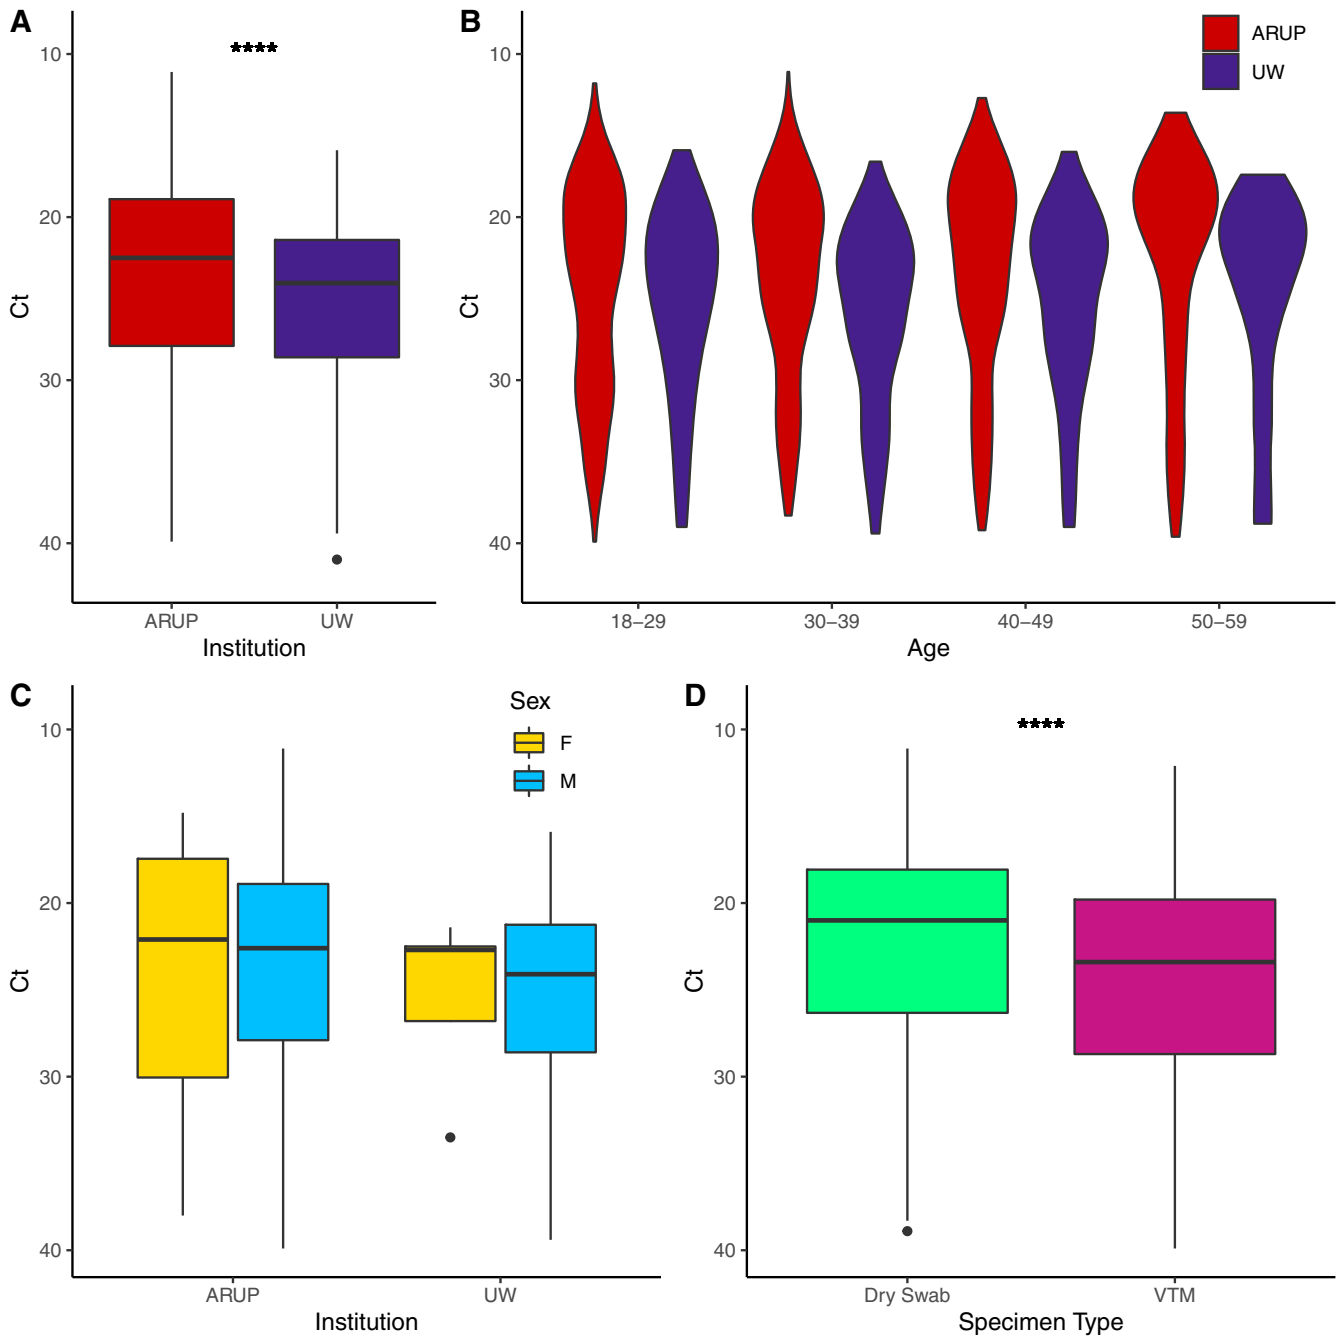 A
****
10
20
30
40
Ct
ARUP
UW
Institution
B
ARUP
UW
10
20
30
40
Ct
18–29
30–39
40–49
50–59
Age
C
Sex
F
M
10
20
30
40
Ct
ARUP
UW
Institution
D
****
10
20
30
40
Ct
Dry Swab
VTM
Specimen Type